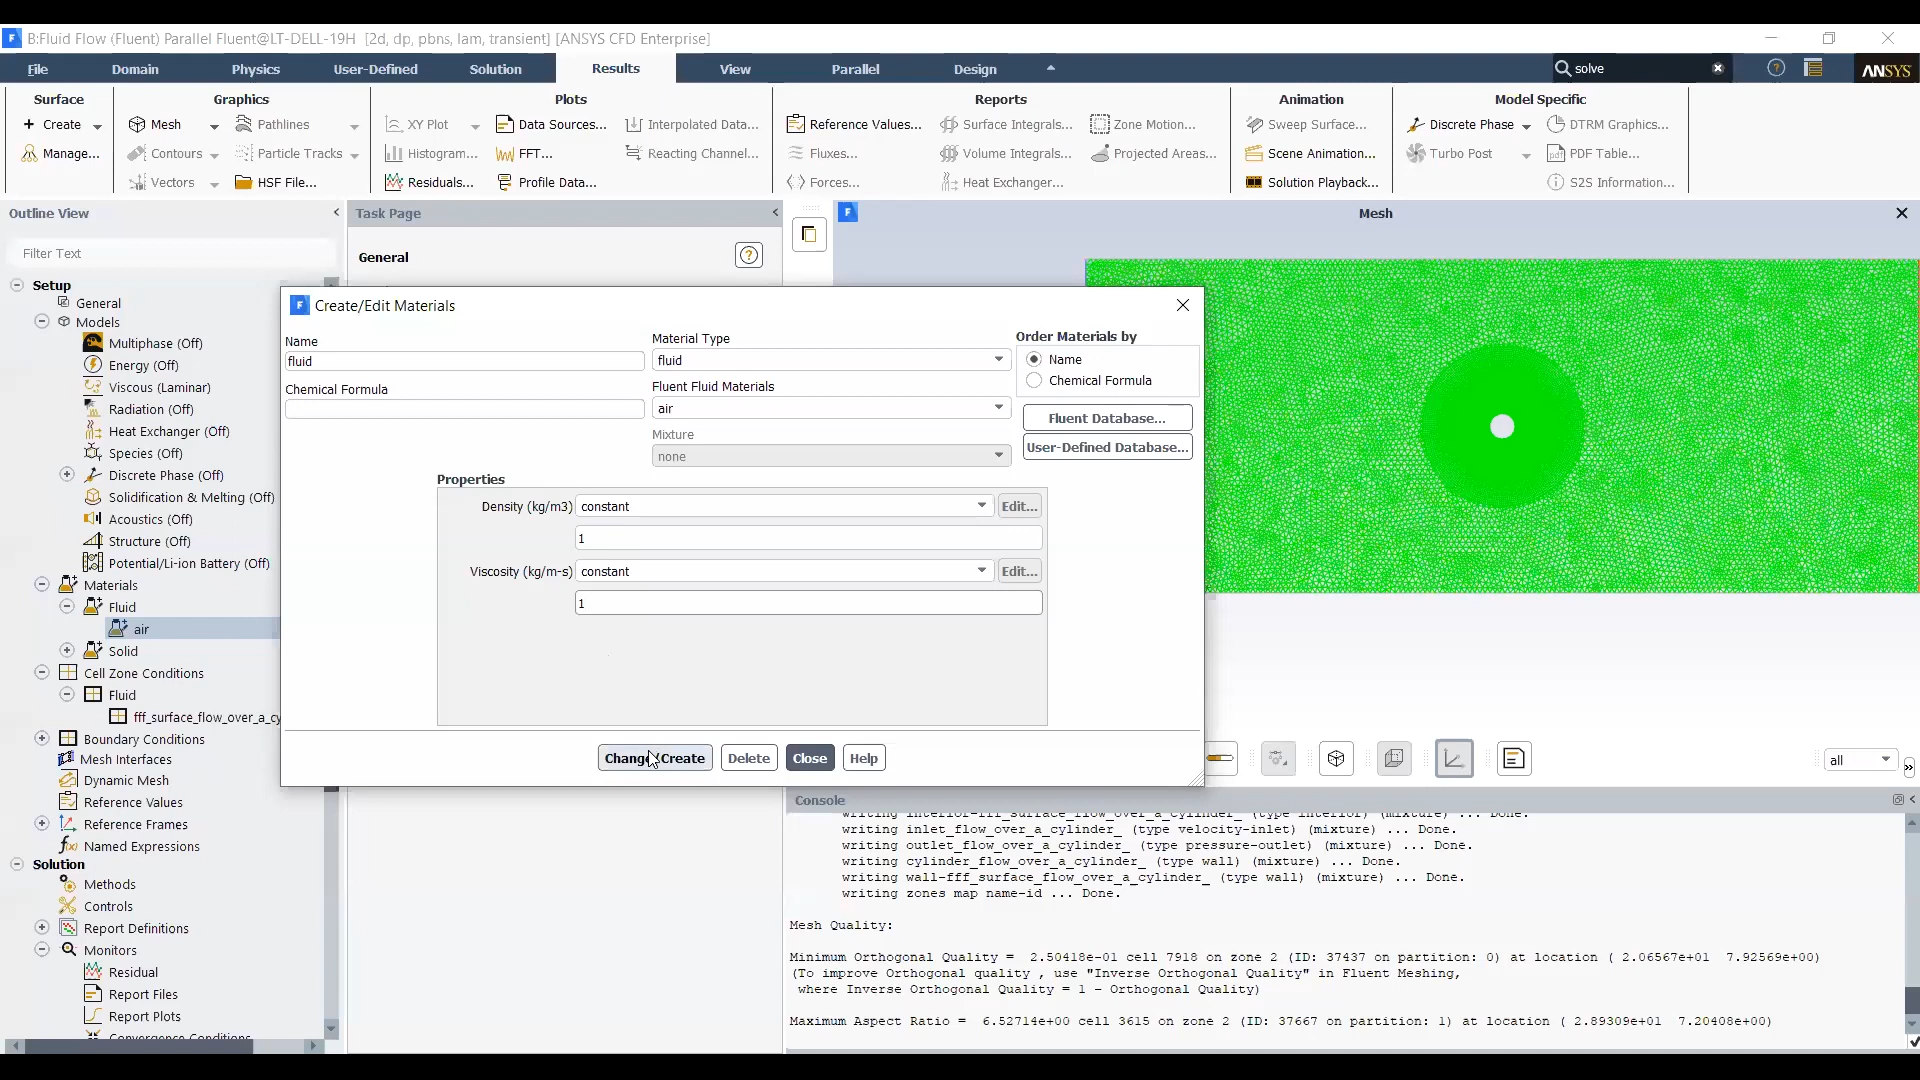 B:Fluid Flow (Fluent) Parallel Fluent@LT-DELL-19H [2d, dp, pbns, lam, transient] [ANSYS CFD Enterprise]
File Domain Physics User-Defined Solution Results View Parallel Design solve ANSYS
Surface Graphics Plots Reports Animation Model Specific
+ Create Mesh Pathlines XY Plot Data Sources... Interpolated Data... Reference Values... Surface Integrals... Zone Motion... Sweep Surface... Discrete Phase DTRM Graphics...
Manage... Contours Particle Tracks Histogram... FFT... Reacting Channel... Fluxes... Volume Integrals... Projected Areas... Scene Animation... Turbo Post PDF Table...
Vectors HSF File... Residuals... Profile Data... Forces... Heat Exchanger... Solution Playback... S2S Information...
Outline View
Filter Text
Setup
General
Models
Multiphase (Off)
Energy (Off)
Viscous (Laminar)
Radiation (Off)
Heat Exchanger (Off)
Species (Off)
Discrete Phase (Off)
Solidification & Melting (Off)
Acoustics (Off)
Structure (Off)
Potential/Li-ion Battery (Off)
Materials
Fluid
air
Solid
Cell Zone Conditions
Fluid
fff_surface_flow_over_a_cy
Boundary Conditions
Mesh Interfaces
Dynamic Mesh
Reference Values
Reference Frames
Named Expressions
Solution
Methods
Controls
Report Definitions
Monitors
Residual
Report Files
Report Plots
Convergence Conditions
Task Page
General
Mesh
Create/Edit Materials
Name
fluid
Chemical Formula
Material Type
fluid
Fluent Fluid Materials
air
Mixture
none
Order Materials by
Name
Chemical Formula
Fluent Database...
User-Defined Database...
Properties
Density (kg/m3) constant Edit...
1
Viscosity (kg/m-s) constant Edit...
1
Change/Create Delete Close Help
all
Console
writing interior-fff_surface_flow_over_a_cylinder_ (type interior) (mixture) ... Done.
writing inlet_flow_over_a_cylinder_ (type velocity-inlet) (mixture) ... Done.
writing outlet_flow_over_a_cylinder_ (type pressure-outlet) (mixture) ... Done.
writing cylinder_flow_over_a_cylinder_ (type wall) (mixture) ... Done.
writing wall-fff_surface_flow_over_a_cylinder_ (type wall) (mixture) ... Done.
writing zones map name-id ... Done.
Mesh Quality:
Minimum Orthogonal Quality = 2.50418e-01 cell 7918 on zone 2 (ID: 37437 on partition: 0) at location ( 2.06567e+01 7.92569e+00)
(To improve Orthogonal quality , use "Inverse Orthogonal Quality" in Fluent Meshing,
where Inverse Orthogonal Quality = 1 - Orthogonal Quality)
Maximum Aspect Ratio = 6.52714e+00 cell 3615 on zone 2 (ID: 37667 on partition: 1) at location ( 2.89309e+01 7.20408e+00)